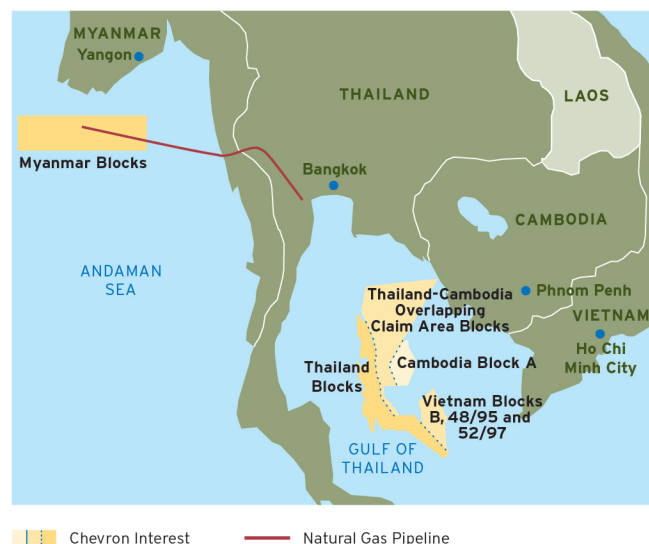 MYANMAR
Yangon
THAILAND
LAOS
Myanmar Blocks
Bangkok
CAMBODIA
ANDAMAN
SEA
Thailand-Cambodia
Overlapping
Claim Area Blocks
Phnom Penh
VIETNAM
Ho Chi
Minh City
Cambodia Block A
Thailand
Blocks
Vietnam Blocks
B, 48/95 and
52/97
GULF OF
THAILAND
Chevron Interest
Natural Gas Pipeline